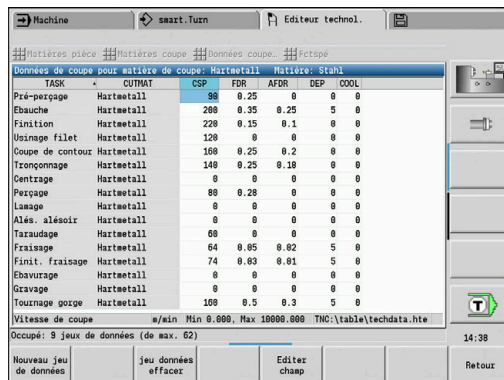 Machine smart.Turn Editeur technol.
Matières pièce Matières coupe Données coupe.. Fctspé
Données de coupe pour matière de coupe: Hartmetall Matière: Stahl
TASK CUTMAT CSP FDR AFDR DEP COOL
Pré-perçage Hartmetall 90 0.25 0 0 0
Ebauche Hartmetall 200 0.35 0.25 5 0
Finition Hartmetall 220 0.15 0.1 0 0
Usinage filet Hartmetall 120 0 0 0 0
Coupe de contour Hartmetall 160 0.25 0.2 0 0
Tronçonnage Hartmetall 140 0.25 0.18 0 0
Centrage Hartmetall 0 0 0 0 0
Perçage Hartmetall 80 0.28 0 0 0
Lamage Hartmetall 0 0 0 0 0
Alés. alésoir Hartmetall 0 0 0 0 0
Taraudage Hartmetall 60 0 0 0 0
Fraisage Hartmetall 64 0.05 0.02 5 0
Finit. fraisage Hartmetall 74 0.03 0.01 5 0
Ebavurage Hartmetall 0 0 0 0 0
Gravage Hartmetall 0 0 0 0 0
Tournage gorge Hartmetall 160 0.5 0.3 5 0
Vitesse de coupe m/min Min 0.000, Max 10000.000 TNC:\table\techdata.hte
Occupé: 9 jeux de données (de max. 62)
T
14:38
Nouveau jeu de données
jeu données effacer
Editer champ
Retour